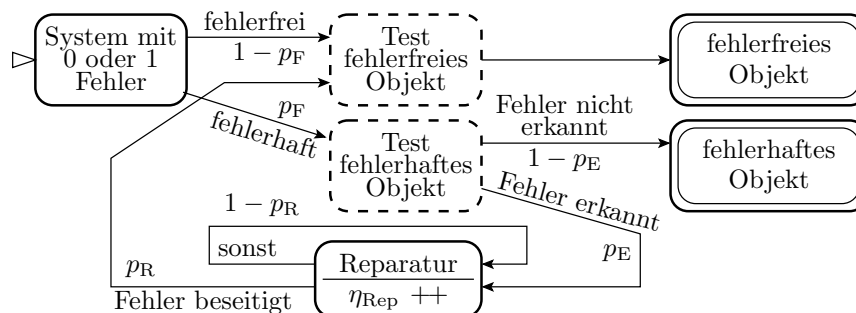 System mit
0 oder 1
Fehler
fehlerfrei
1 − p_F
Test
fehlerfreies
Objekt
fehlerfreies
Objekt
p_F
fehlerhaft
Test
fehlerhaftes
Objekt
Fehler nicht
erkannt
1 − p_E
fehlerhaftes
Objekt
Fehler erkannt
p_E
1 − p_R
sonst
Reparatur
η_Rep ++
p_R
Fehler beseitigt